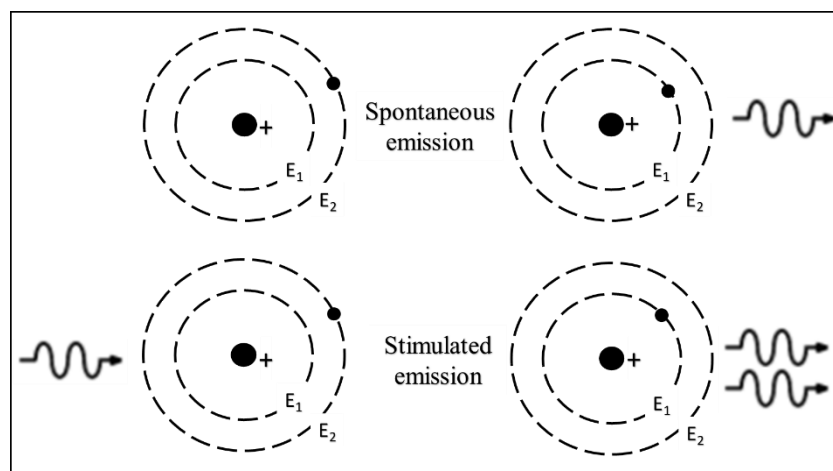 +
E₁
E₂
Spontaneous
emission
+
E₁
E₂
+
E₁
E₂
Stimulated
emission
+
E₁
E₂